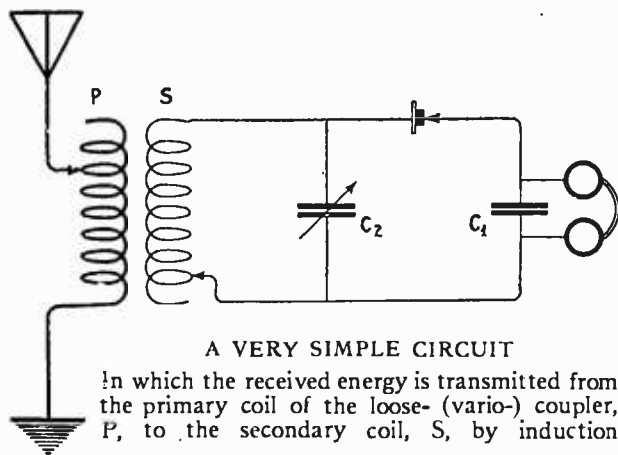 P S
C2
C1
A VERY SIMPLE CIRCUIT
In which the received energy is transmitted from
the primary coil of the loose- (vario-) coupler,
P, to the secondary coil, S, by induction